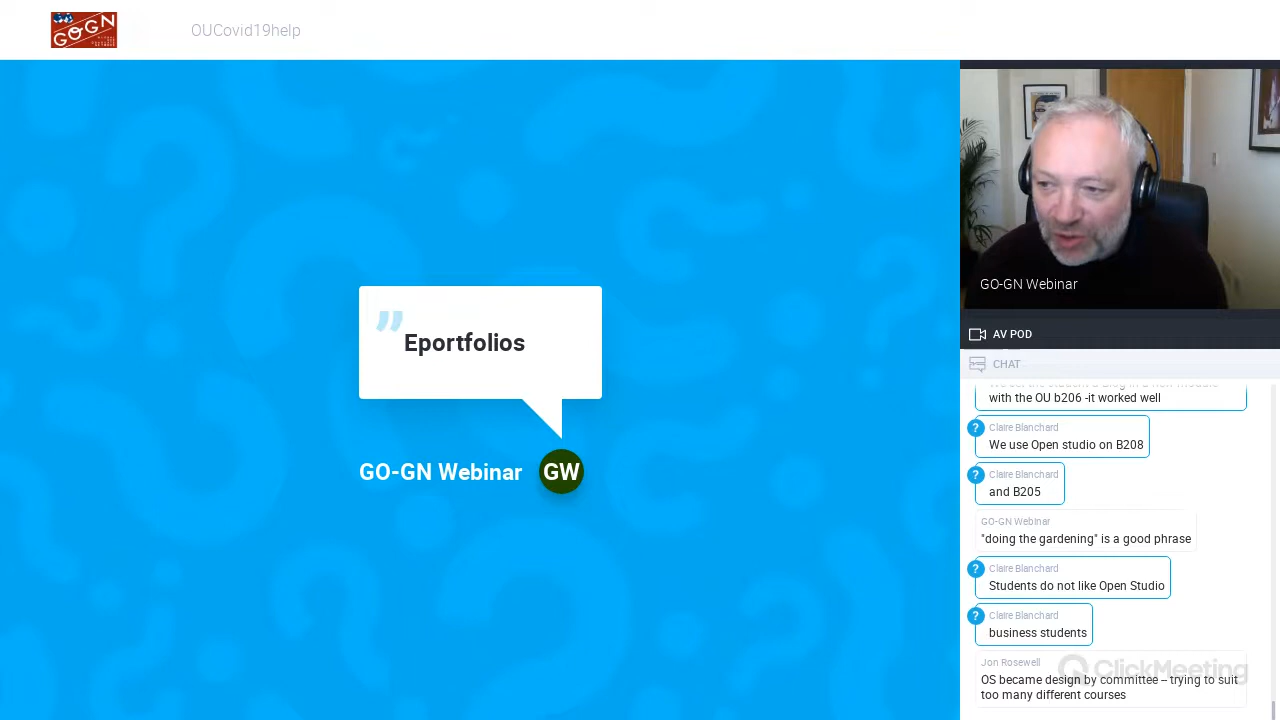 GO-GN
OUCovid19help
GO-GN Webinar
AV POD
CHAT
Eportfolios
GO-GN Webinar GW
with the OU b206 -it worked well
Claire Blanchard
We use Open studio on B208
Claire Blanchard
and B205
GO-GN Webinar
"doing the gardening" is a good phrase
Claire Blanchard
Students do not like Open Studio
Claire Blanchard
business students
Jon Rosewell
OS became design by committee – trying to suit
too many different courses
ClickMeeting